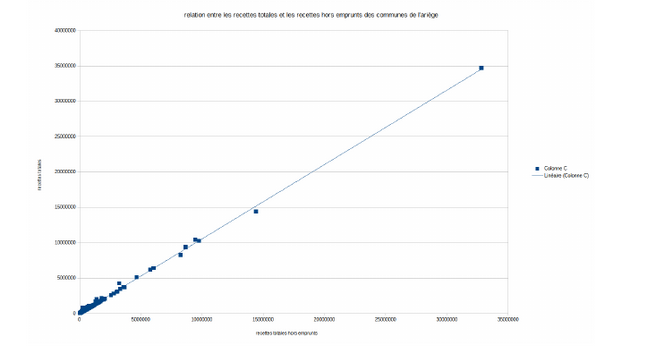 relation entre les recettes totales et les recettes hors emprunts des communes de l'ariège
40000000
35000000
30000000
25000000
20000000
15000000
10000000
5000000
0
recettes totales
0 5000000 10000000 15000000 20000000 25000000 30000000 35000000
recettes totales hors emprunts
Colonne C
Linéaire (Colonne C)